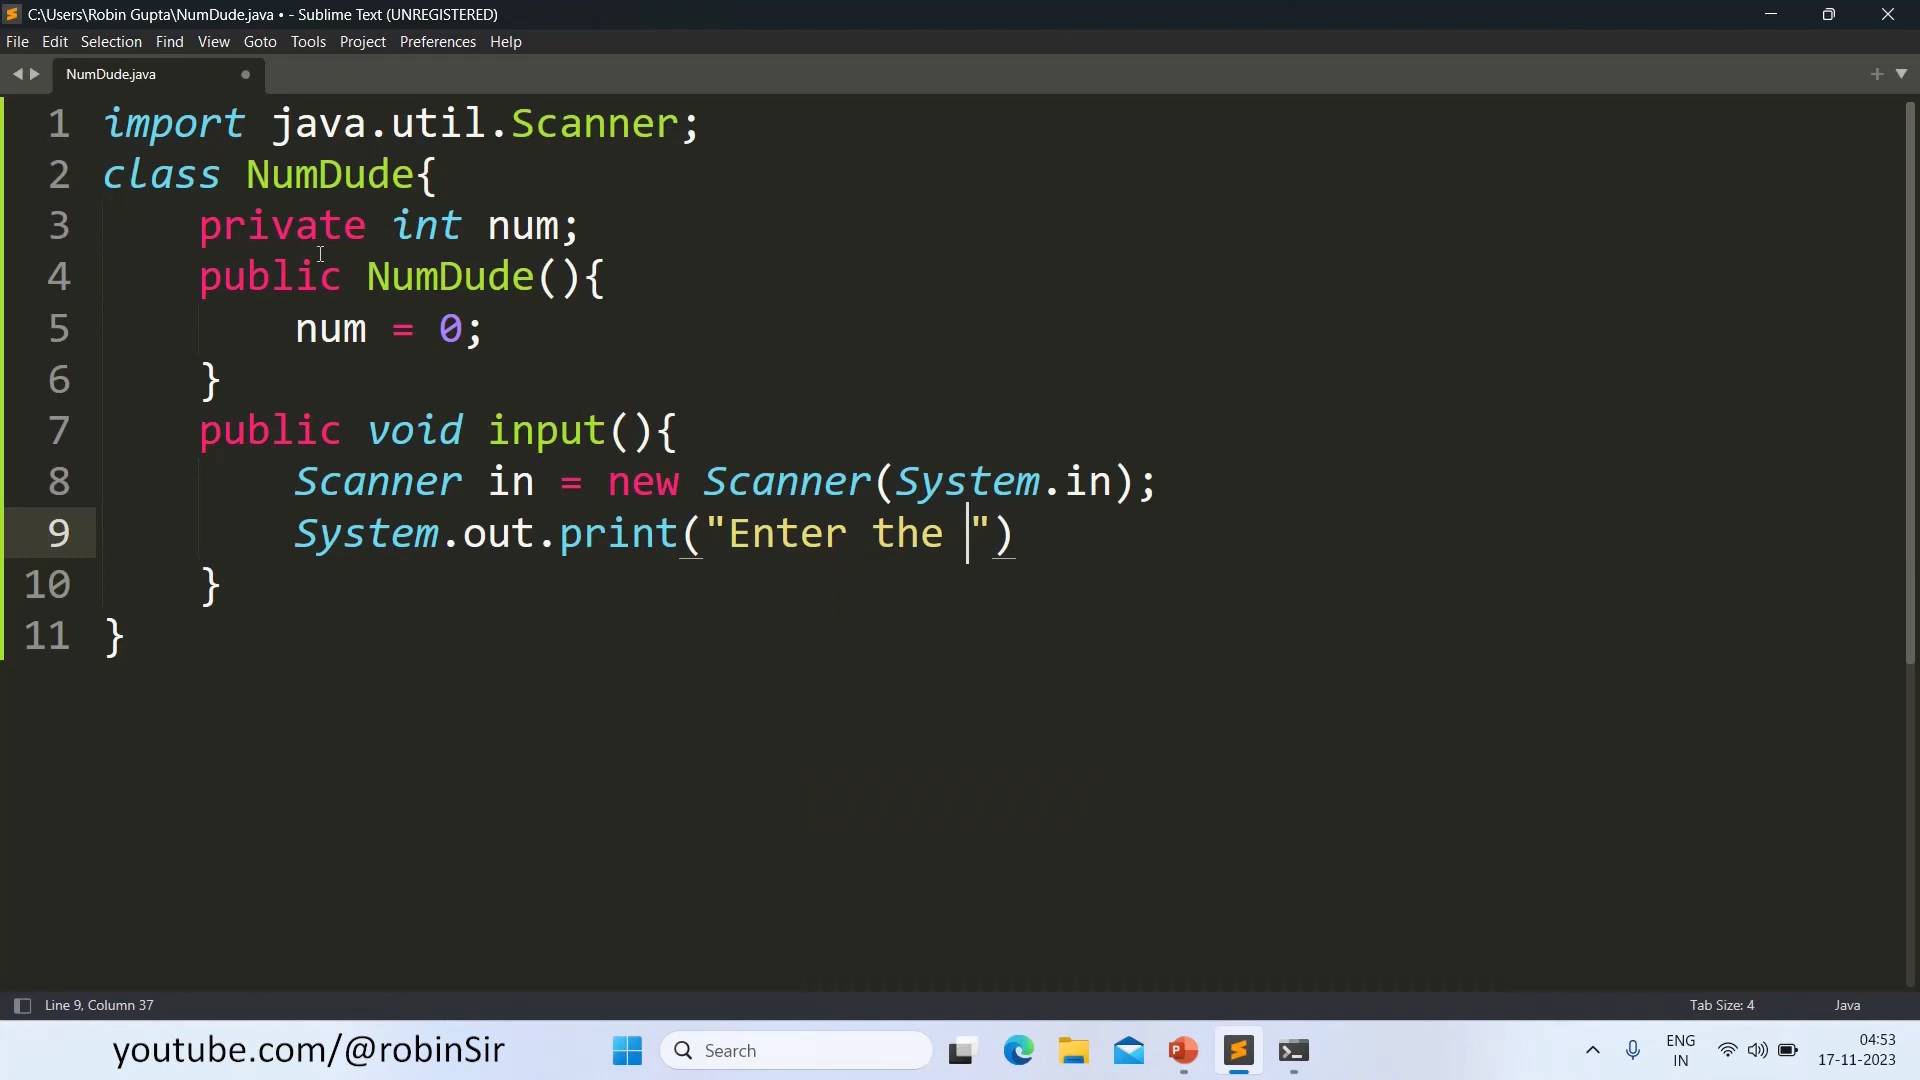 C:\Users\Robin Gupta\NumDude.java • - Sublime Text (UNREGISTERED)
File Edit Selection Find View Goto Tools Project Preferences Help
NumDude.java
1 import java.util.Scanner;
2 class NumDude{
3 private int num;
4 public NumDude(){
5 num = 0;
6 }
7 public void input(){
8 Scanner in = new Scanner(System.in);
9 System.out.print("Enter the ")
10 }
11 }
Line 9, Column 37 Tab Size: 4 Java
youtube.com/@robinSir Search ENG 04:53
IN 17-11-2023